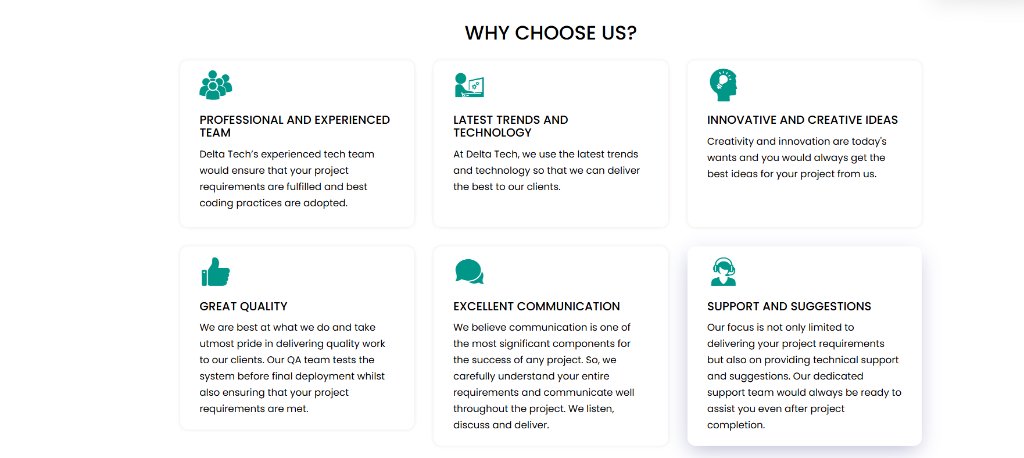 WHY CHOOSE US?
PROFESSIONAL AND EXPERIENCED
TEAM
Delta Tech's experienced tech team
would ensure that your project
requirements are fulfilled and best
coding practices are adopted.
LATEST TRENDS AND
TECHNOLOGY
At Delta Tech, we use the latest trends
and technology so that we can deliver
the best to our clients.
INNOVATIVE AND CREATIVE IDEAS
Creativity and innovation are today's
wants and you would always get the
best ideas for your project from us.
GREAT QUALITY
We are best at what we do and take
utmost pride in delivering quality work
to our clients. Our QA team tests the
system before final deployment whilst
also ensuring that your project
requirements are met.
EXCELLENT COMMUNICATION
We believe communication is one of
the most significant components for
the success of any project. So, we
carefully understand your entire
requirements and communicate well
throughout the project. We listen,
discuss and deliver.
SUPPORT AND SUGGESTIONS
Our focus is not only limited to
delivering your project requirements
but also on providing technical support
and suggestions. Our dedicated
support team would always be ready to
assist you even after project
completion.